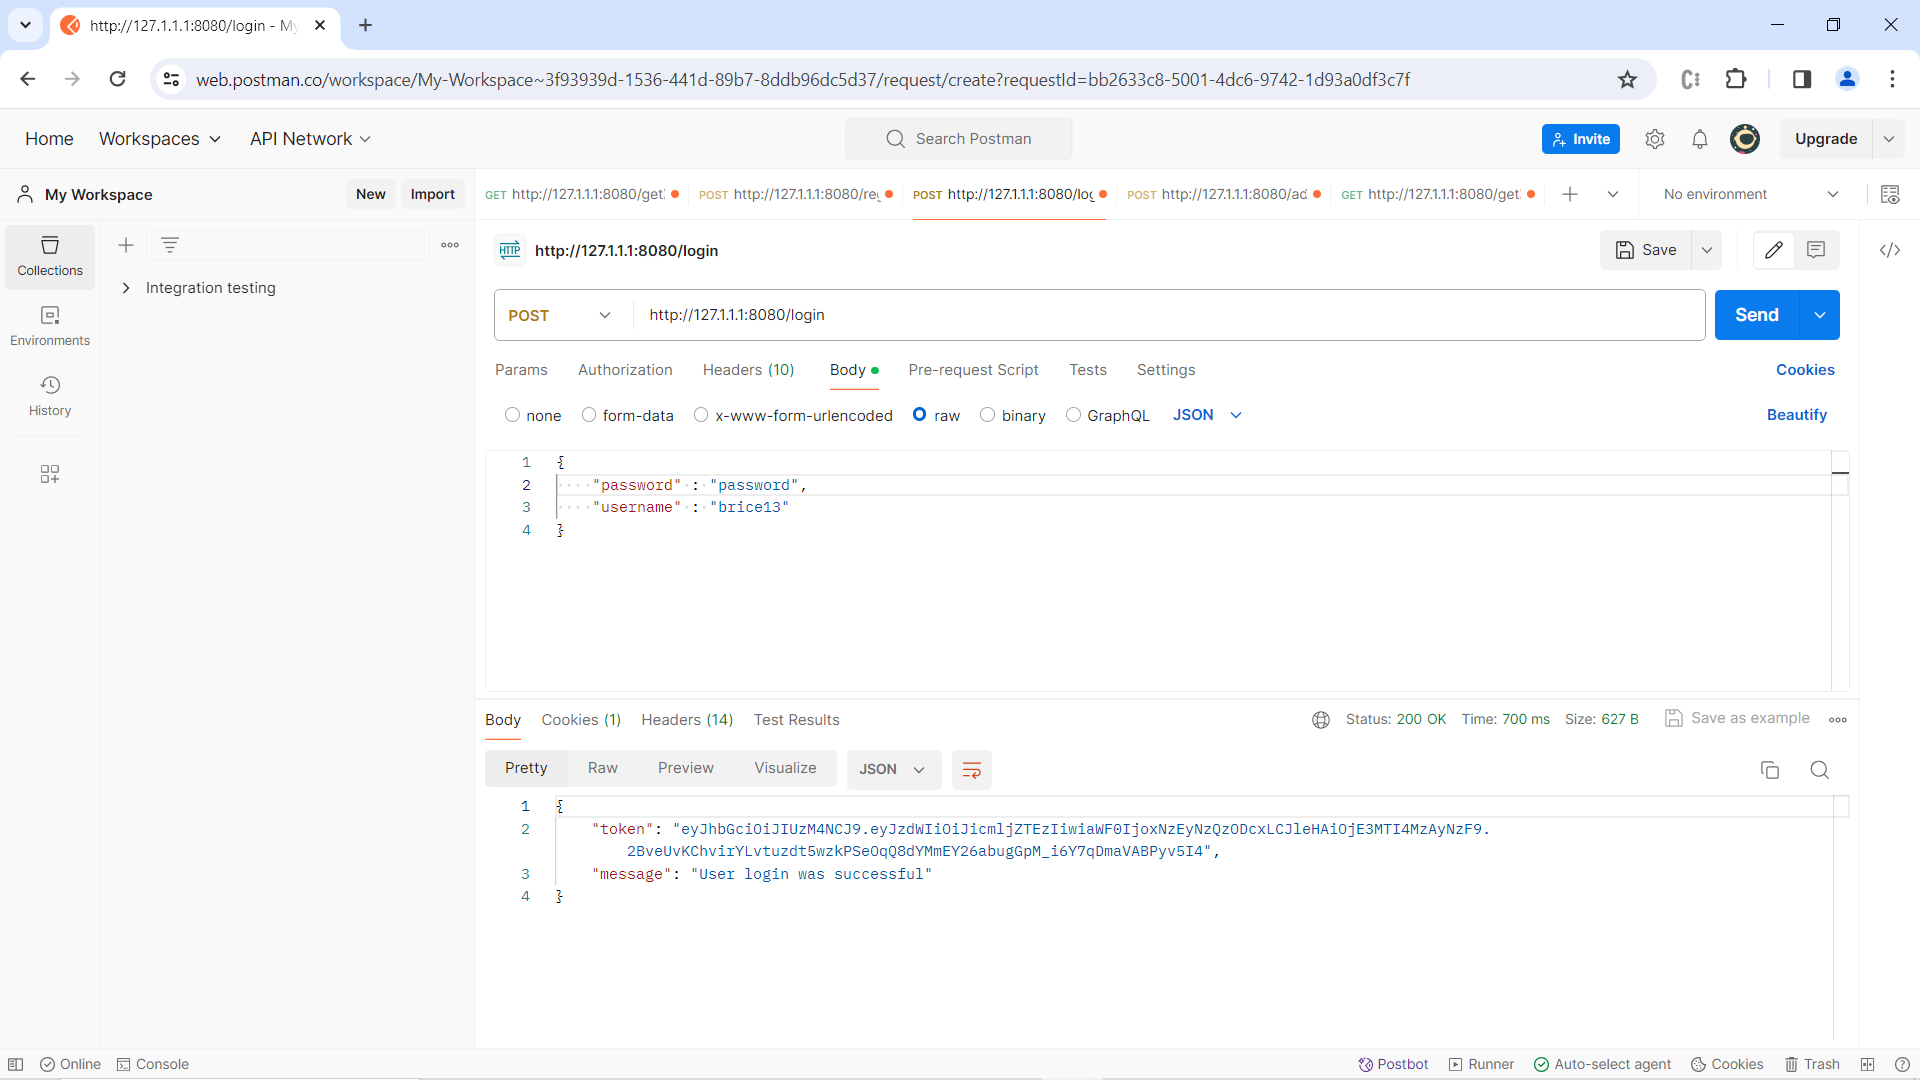 http://127.1.1.1:8080/login - My
web.postman.co/workspace/My-Workspace~3f93939d-1536-441d-89b7-8ddb96dc5d37/request/create?requestId=bb2633c8-5001-4dc6-9742-1d93a0df3c7f
Home Workspaces API Network Search Postman Invite Upgrade
My Workspace New Import GET http://127.1.1.1:8080/get POST http://127.1.1.1:8080/reg POST http://127.1.1.1:8080/log POST http://127.1.1.1:8080/ad GET http://127.1.1.1:8080/get No environment
Collections
Environments
History
Integration testing
HTTP http://127.1.1.1:8080/login Save
POST http://127.1.1.1:8080/login Send
Params Authorization Headers (10) Body Pre-request Script Tests Settings Cookies
none form-data x-www-form-urlencoded raw binary GraphQL JSON Beautify
1 {
2 "password" : "password",
3 "username" : "brice13"
4 }
Body Cookies (1) Headers (14) Test Results Status: 200 OK Time: 700 ms Size: 627 B Save as example
Pretty Raw Preview Visualize JSON
1 {
2 "token": "eyJhbGciOiJIUzM4NCJ9.eyJzdWIiOiJicmljZTEzIiwiaWF0IjoxNzEyNzQzODcxLCJleHAiOjE3MTI4MzAyNzF9.
2BveUvKChvirYLvtuzdt5wzkPSeOqQ8dYMmEY26abugGpM_i6Y7qDmaVABPyv5I4",
3 "message": "User login was successful"
4 }
Online Console Postbot Runner Auto-select agent Cookies Trash